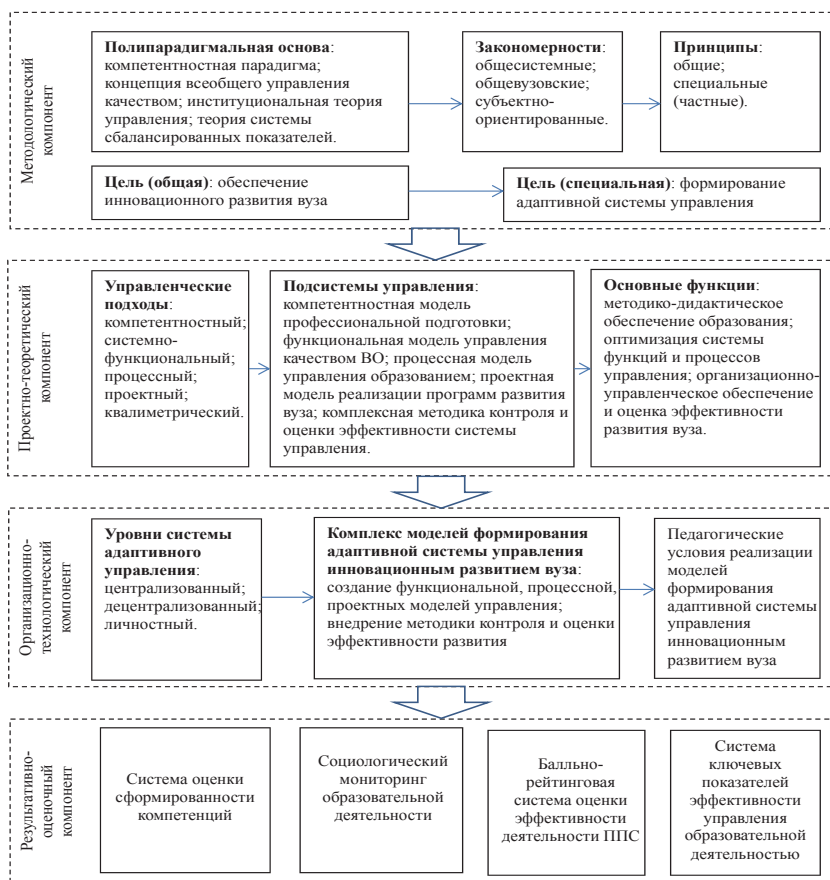 Методологический
компонент
Полипарадигмальная основа:
компетентностная парадигма;
концепция всеобщего управления
качеством; институциональная теория
управления; теория системы
сбалансированных показателей.
Закономерности:
общесистемные;
общевузовские;
субъектно-
ориентированные.
Принципы:
общие;
специальные
(частные).
Цель (общая): обеспечение
инновационного развития вуза
Цель (специальная): формирование
адаптивной системы управления
Проектно-теоретический
компонент
Управленческие
подходы:
компетентностный;
системно-
функциональный;
процессный;
проектный;
квалиметрический.
Подсистемы управления:
компетентностная модель
профессиональной подготовки;
функциональная модель управления
качеством ВО; процессная модель
управления образованием; проектная
модель реализации программ развития
вуза; комплексная методика контроля и
оценки эффективности системы
управления.
Основные функции:
методико-дидактическое
обеспечение образования;
оптимизация системы
функций и процессов
управления; организационно-
управленческое обеспечение
и оценка эффективности
развития вуза.
Организационно-
технологический
компонент
Уровни системы
адаптивного
управления:
централизованный;
децентрализованный;
личностный.
Комплекс моделей формирования
адаптивной системы управления
инновационным развитием вуза:
создание функциональной, процессной,
проектных моделей управления;
внедрение методики контроля и оценки
эффективности развития
Педагогические
условия реализации
моделей
формирования
адаптивной системы
управления
инновационным
развитием вуза
Результативно-
оценочный
компонент
Система оценки
сформированности
компетенций
Социологический
мониторинг
образовательной
деятельности
Балльно-
рейтинговая
система оценки
эффективности
деятельности ППС
Система
ключевых
показателей
эффективности
управления
образовательной
деятельностью